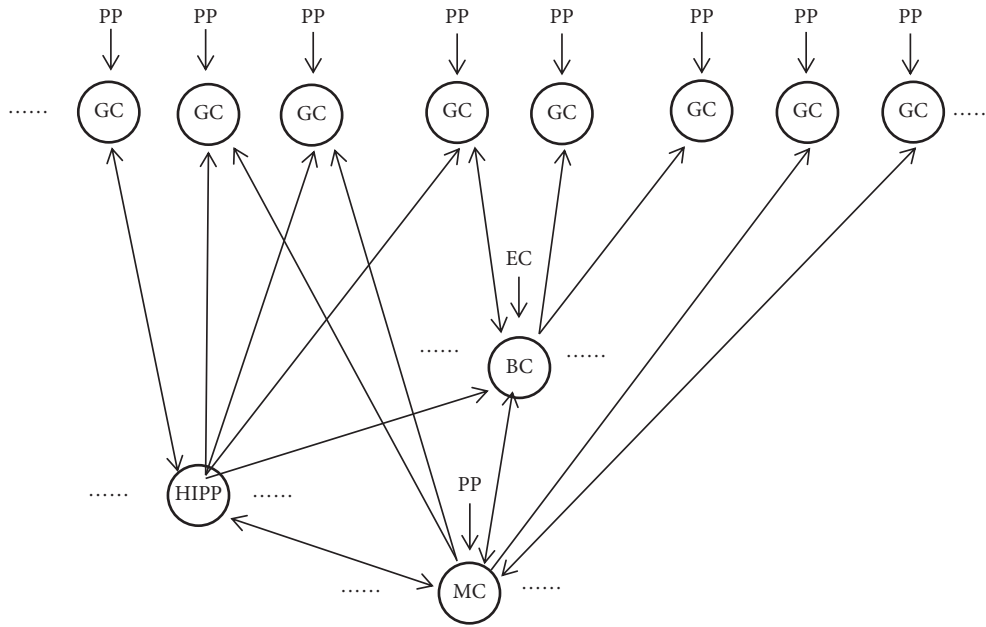 PP PP PP PP PP PP PP PP
...... GC GC GC GC GC GC GC GC .....
EC
...... BC ......
...... HIPP ......
PP
...... MC ......